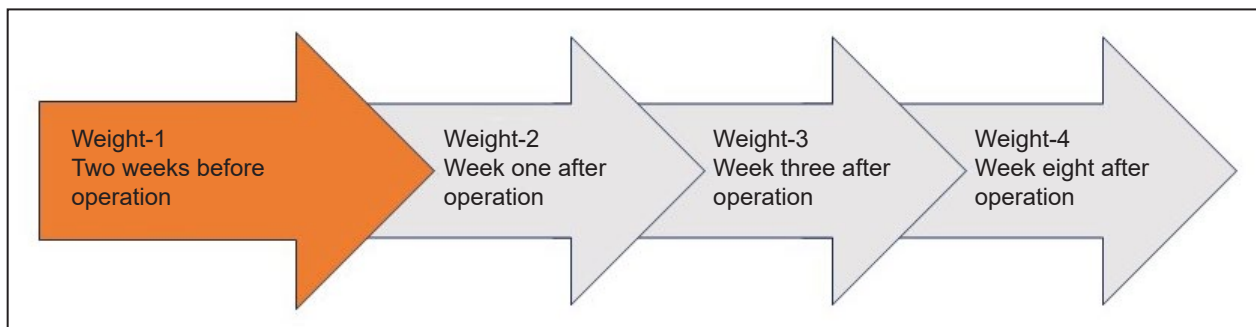 Weight-1
Two weeks before
operation
Weight-2
Week one after
operation
Weight-3
Week three after
operation
Weight-4
Week eight after
operation